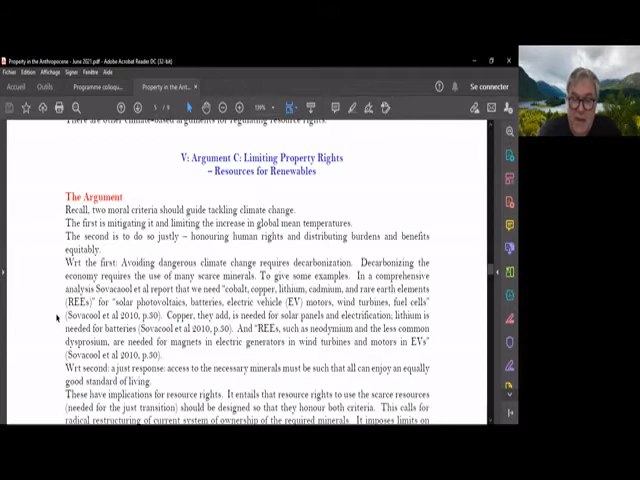 Property in the Anthropocene - June 2021.pdf - Adobe Acrobat Reader DC (32-bit)
Fichier Edition Affichage Signer Fenêtre Aide
Accueil Outils Programme colloqu... Property in the Ant... × Se connecter
5 / 9
There are other climate-based arguments for regulating resource rights.
V: Argument C: Limiting Property Rights
– Resources for Renewables
The Argument
Recall, two moral criteria should guide tackling climate change.
The first is mitigating it and limiting the increase in global mean temperatures.
The second is to do so justly – honouring human rights and distributing burdens and benefits
equitably.
Wrt the first: Avoiding dangerous climate change requires decarbonization. Decarbonizing the
economy requires the use of many scarce minerals. To give some examples. In a comprehensive
analysis Sovacaool et al report that we need "cobalt, copper, lithium, cadmium, and rare earth elements
(REEs)" for "solar photovoltaics, batteries, electric vehicle (EV) motors, wind turbines, fuel cells"
(Sovacool et al 2010, p.30). Copper, they add, is needed for solar panels and electrification; lithium is
needed for batteries (Sovacool et al 2010, p.30). And "REEs, such as neodymium and the less common
dysprosium, are needed for magnets in electric generators in wind turbines and motors in EVs"
(Sovacool et al 2010, p.30).
Wrt second: a just response: access to the necessary minerals must be such that all can enjoy an equally
good standard of living.
These have implications for resource rights. It entails that resource rights to use the scarce resources
(needed for the just transition) should be designed so that they honour both criteria. This calls for
radical restructuring of current system of ownership of the required minerals. It imposes limits on